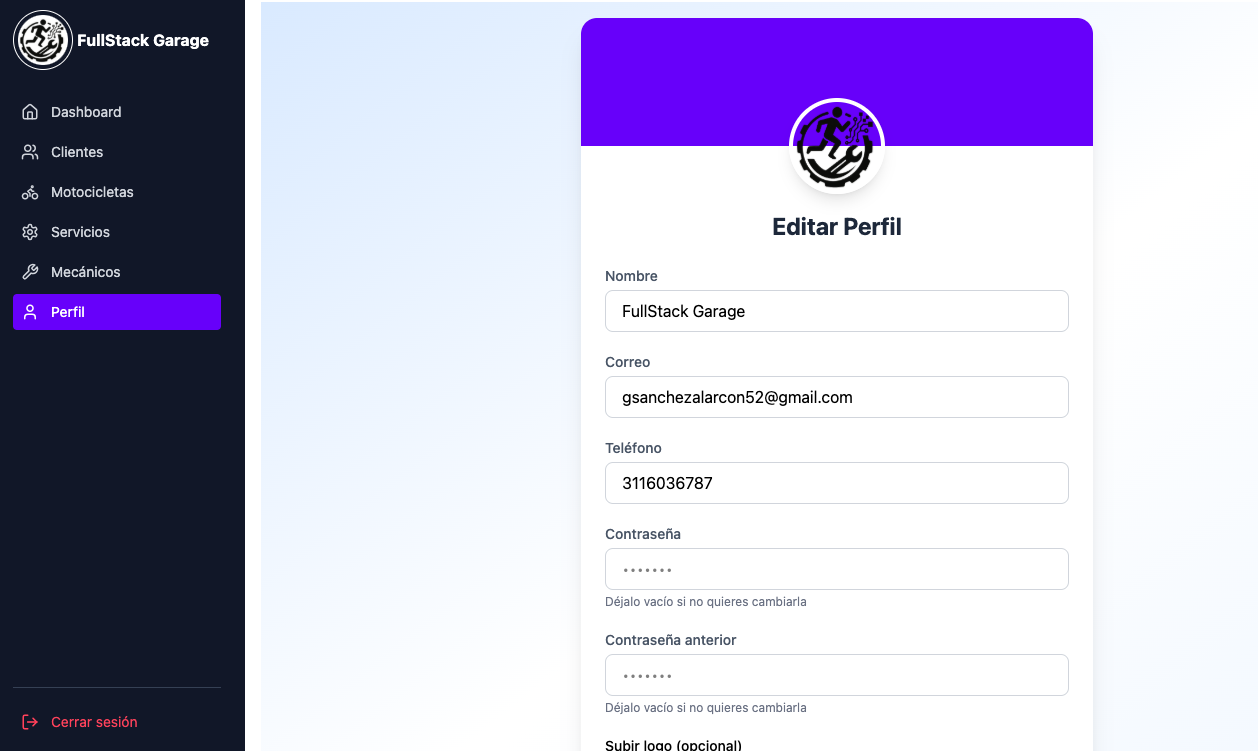 FullStack Garage
Dashboard
Clientes
Motocicletas
Servicios
Mecánicos
Perfil
Cerrar sesión
Editar Perfil
Nombre
FullStack Garage
Correo
gsanchezalarcon52@gmail.com
Teléfono
3116036787
Contraseña
•••••••
Déjalo vacío si no quieres cambiarla
Contraseña anterior
•••••••
Déjalo vacío si no quieres cambiarla
Subir logo (opcional)